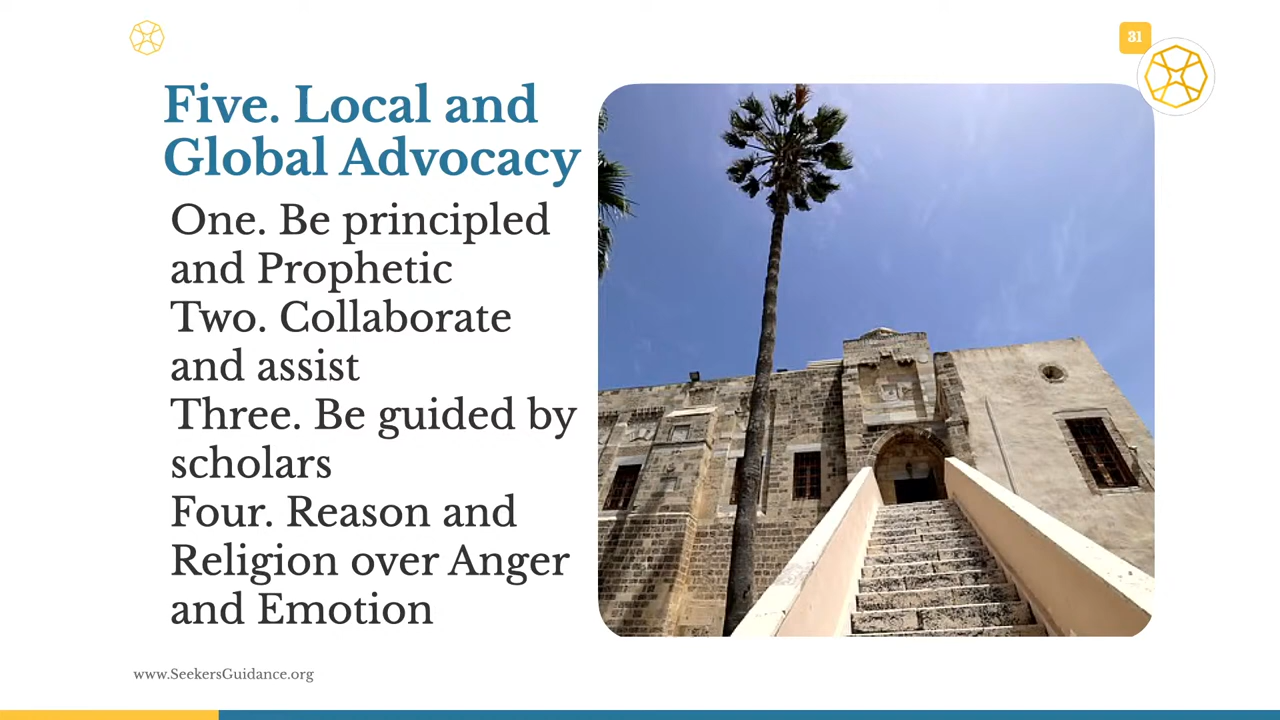 31
Five. Local and
Global Advocacy
One. Be principled
and Prophetic
Two. Collaborate
and assist
Three. Be guided by
scholars
Four. Reason and
Religion over Anger
and Emotion
www.SeekersGuidance.org